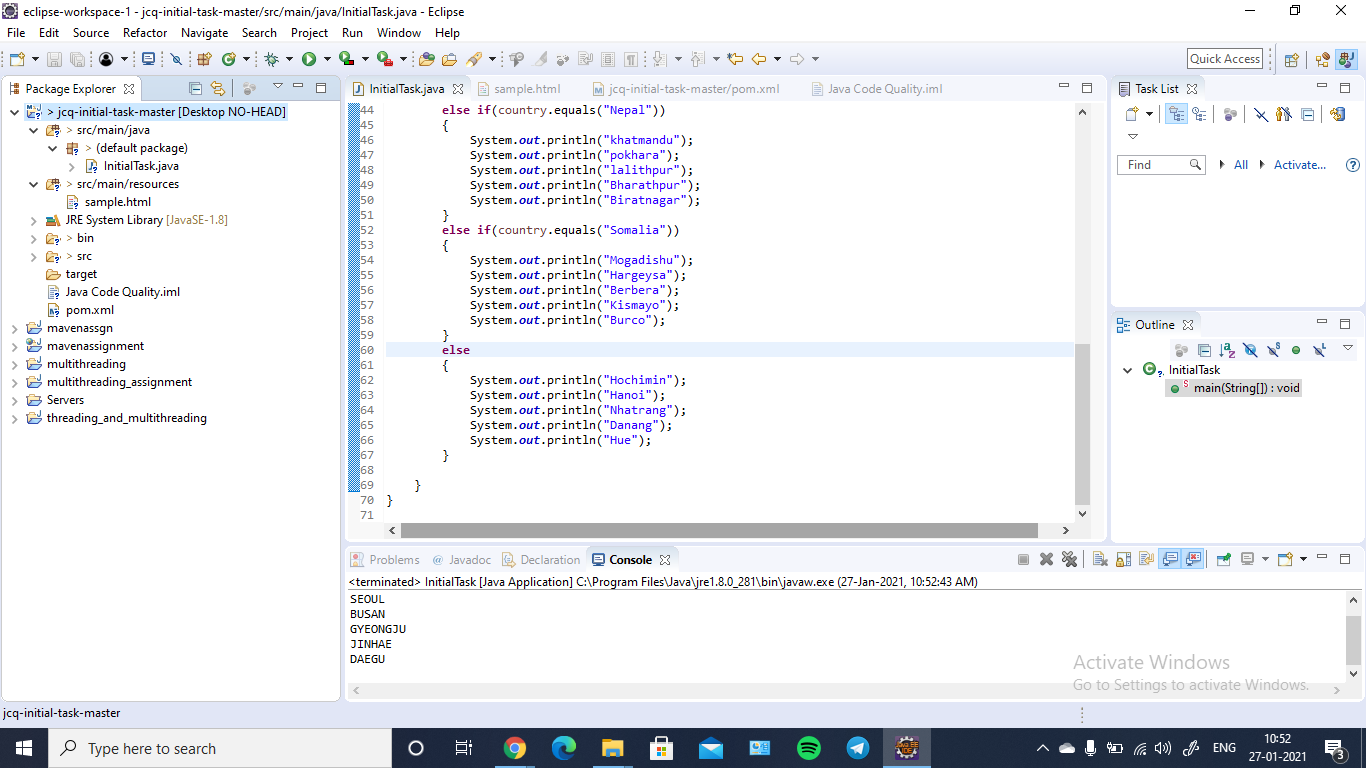 eclipse-workspace-1 - jcq-initial-task-master/src/main/java/InitialTask.java - Eclipse
File Edit Source Refactor Navigate Search Project Run Window Help
Quick Access
Package Explorer
> jcq-initial-task-master [Desktop NO-HEAD]
> src/main/java
> (default package)
InitialTask.java
> src/main/resources
sample.html
JRE System Library [JavaSE-1.8]
> bin
> src
target
Java Code Quality.iml
pom.xml
mavenassgn
mavenassignment
multithreading
multithreading_assignment
Servers
threading_and_multithreading
InitialTask.java sample.html jcq-initial-task-master/pom.xml Java Code Quality.iml
44 else if(country.equals("Nepal"))
45 {
46 System.out.println("khatmandu");
47 System.out.println("pokhara");
48 System.out.println("lalithpur");
49 System.out.println("Bharathpur");
50 System.out.println("Biratnagar");
51 }
52 else if(country.equals("Somalia"))
53 {
54 System.out.println("Mogadishu");
55 System.out.println("Hargeysa");
56 System.out.println("Berbera");
57 System.out.println("Kismayo");
58 System.out.println("Burco");
59 }
60 else
61 {
62 System.out.println("Hochimin");
63 System.out.println("Hanoi");
64 System.out.println("Nhatrang");
65 System.out.println("Danang");
66 System.out.println("Hue");
67 }
68
69 }
70 }
71
Task List
Find All Activate...
Outline
InitialTask
main(String[]) : void
Problems @ Javadoc Declaration Console
<terminated> InitialTask [Java Application] C:\Program Files\Java\jre1.8.0_281\bin\javaw.exe (27-Jan-2021, 10:52:43 AM)
SEOUL
BUSAN
GYEONGJU
JINHAE
DAEGU
Activate Windows
Go to Settings to activate Windows.
jcq-initial-task-master
Type here to search
ENG
10:52
27-01-2021
3